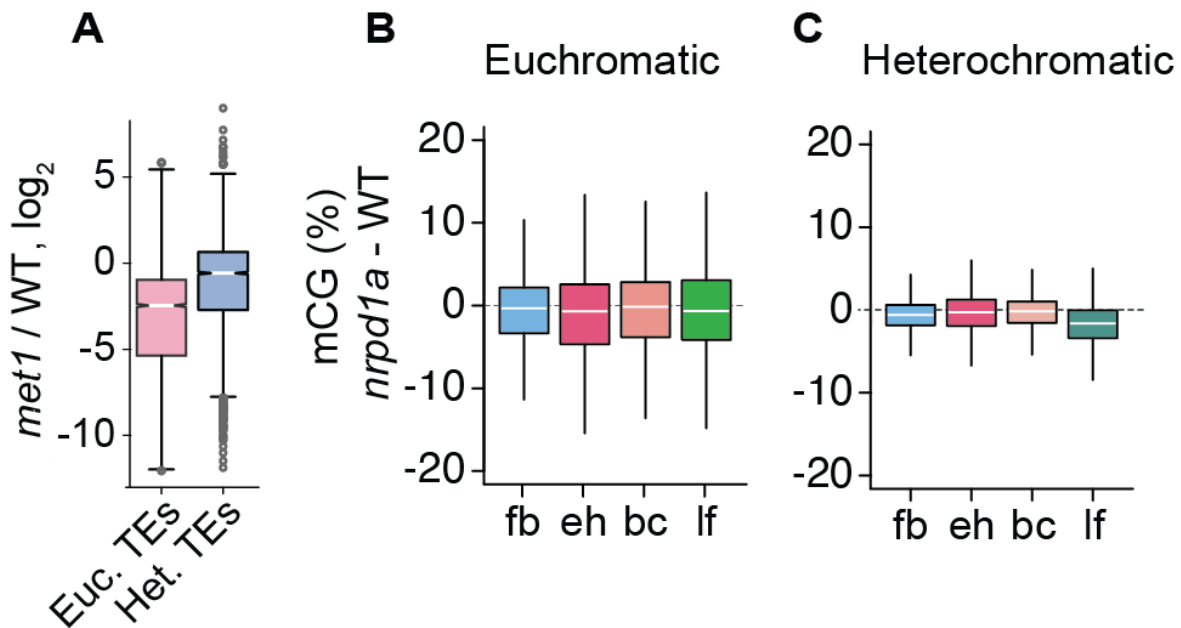 A
met1 / WT, log2
5
0
-5
-10
Euc. TEs
Het. TEs
B
Euchromatic
mCG (%)
nrpd1a - WT
20
10
0
-10
-20
fb eh bc lf
C
Heterochromatic
20
10
0
-10
-20
fb eh bc lf